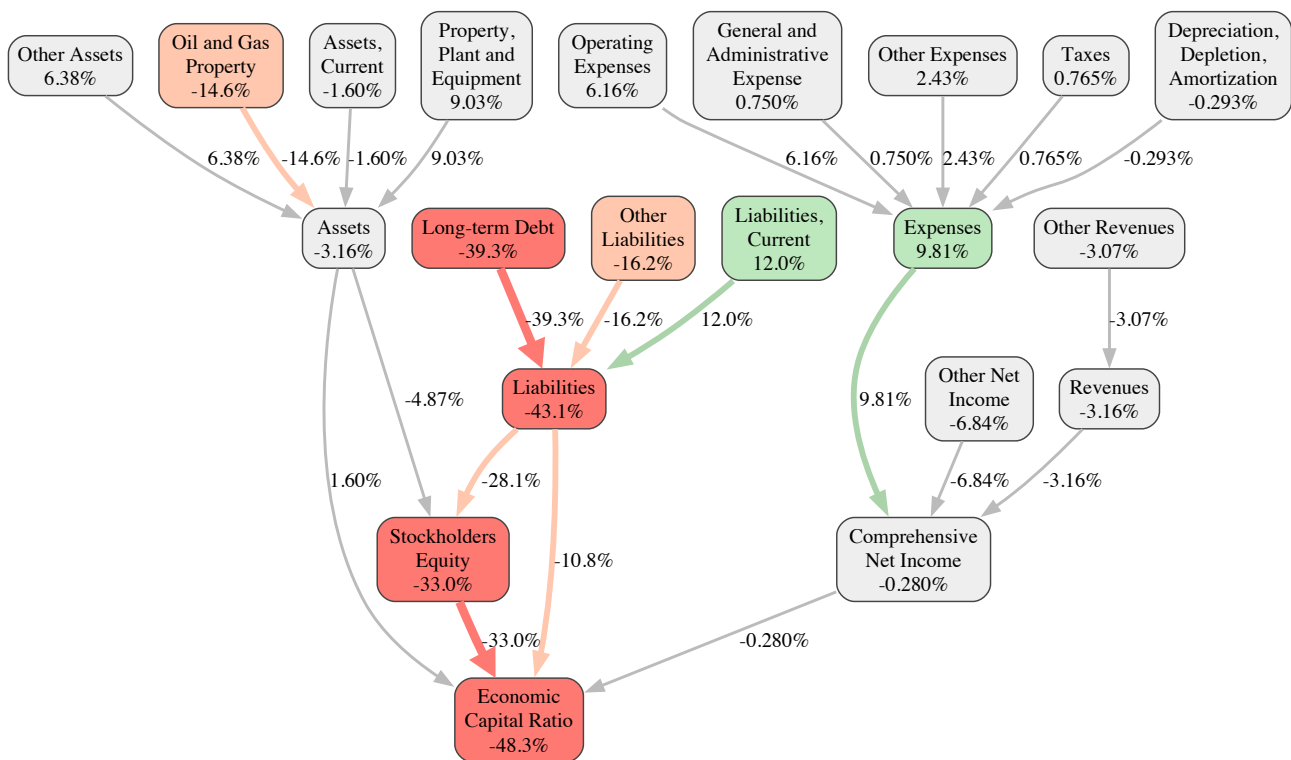 Other Assets
6.38%
Oil and Gas
Property
-14.6%
Assets,
Current
-1.60%
Property,
Plant and
Equipment
9.03%
Operating
Expenses
6.16%
General and
Administrative
Expense
0.750%
Other Expenses
2.43%
Taxes
0.765%
Depreciation,
Depletion,
Amortization
-0.293%
6.38%
-14.6%
-1.60%
9.03%
6.16%
0.750%
2.43%
0.765%
-0.293%
Assets
-3.16%
Long-term Debt
-39.3%
Other
Liabilities
-16.2%
Liabilities,
Current
12.0%
Expenses
9.81%
Other Revenues
-3.07%
-39.3%
-16.2%
12.0%
-3.07%
Liabilities
-43.1%
Other Net
Income
-6.84%
Revenues
-3.16%
-4.87%
9.81%
1.60%
-28.1%
-6.84%
-3.16%
Stockholders
Equity
-33.0%
-10.8%
Comprehensive
Net Income
-0.280%
-33.0%
-0.280%
Economic
Capital Ratio
-48.3%